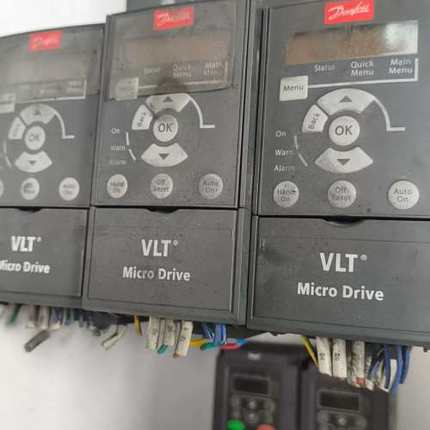 Danfoss
Danfoss
Danfoss
Status Quick Menu Main Menu
Menu
Status Quick Menu Main Menu
Back
OK
On
Warn
Alarm
Hand On
Off Reset
Auto On
Back
OK
On
Warn
Alarm
Hand On
Off Reset
Auto On
OK
VLT®
Micro Drive
VLT®
Micro Drive
VLT®
Micro Drive